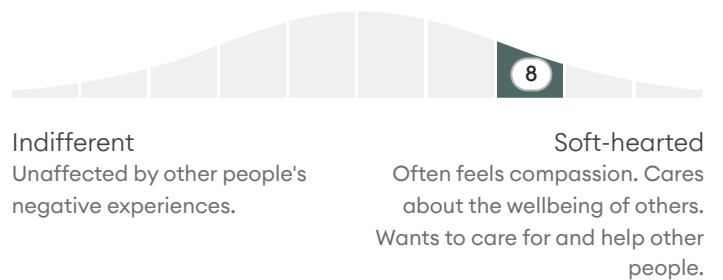 8
Indifferent
Unaffected by other people's
negative experiences.
Soft-hearted
Often feels compassion. Cares
about the wellbeing of others.
Wants to care for and help other
people.